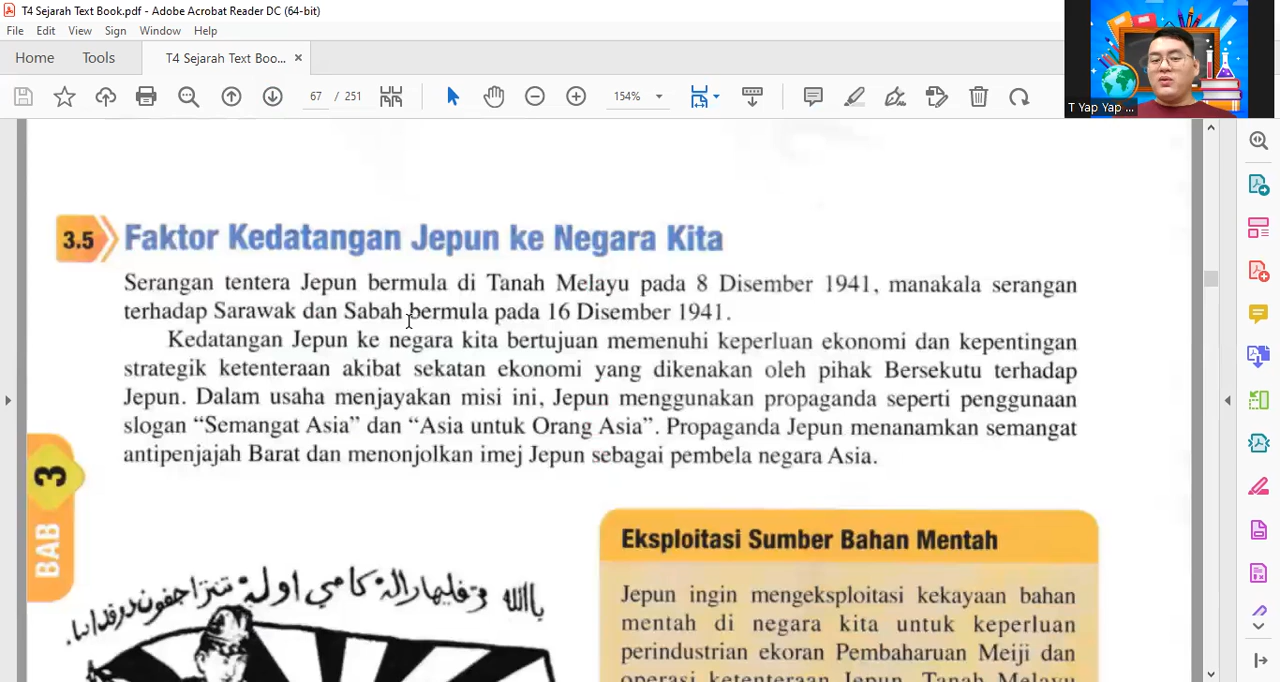 T4 Sejarah Text Book.pdf - Adobe Acrobat Reader DC (64-bit)
File Edit View Sign Window Help
Home Tools T4 Sejarah Text Boo... ×
67 / 251 154%
T Yap Yap ...
3.5 Faktor Kedatangan Jepun ke Negara Kita
Serangan tentera Jepun bermula di Tanah Melayu pada 8 Disember 1941, manakala serangan
terhadap Sarawak dan Sabah bermula pada 16 Disember 1941.
Kedatangan Jepun ke negara kita bertujuan memenuhi keperluan ekonomi dan kepentingan
strategik ketenteraan akibat sekatan ekonomi yang dikenakan oleh pihak Bersekutu terhadap
Jepun. Dalam usaha menjayakan misi ini, Jepun menggunakan propaganda seperti penggunaan
slogan “Semangat Asia” dan “Asia untuk Orang Asia”. Propaganda Jepun menanamkan semangat
antipenjajah Barat dan menonjolkan imej Jepun sebagai pembela negara Asia.
BAB 3
Eksploitasi Sumber Bahan Mentah
Jepun ingin mengeksploitasi kekayaan bahan
mentah di negara kita untuk keperluan
perindustrian ekoran Pembaharuan Meiji dan
operasi ketenteraan Jepun. Tanah Melayu